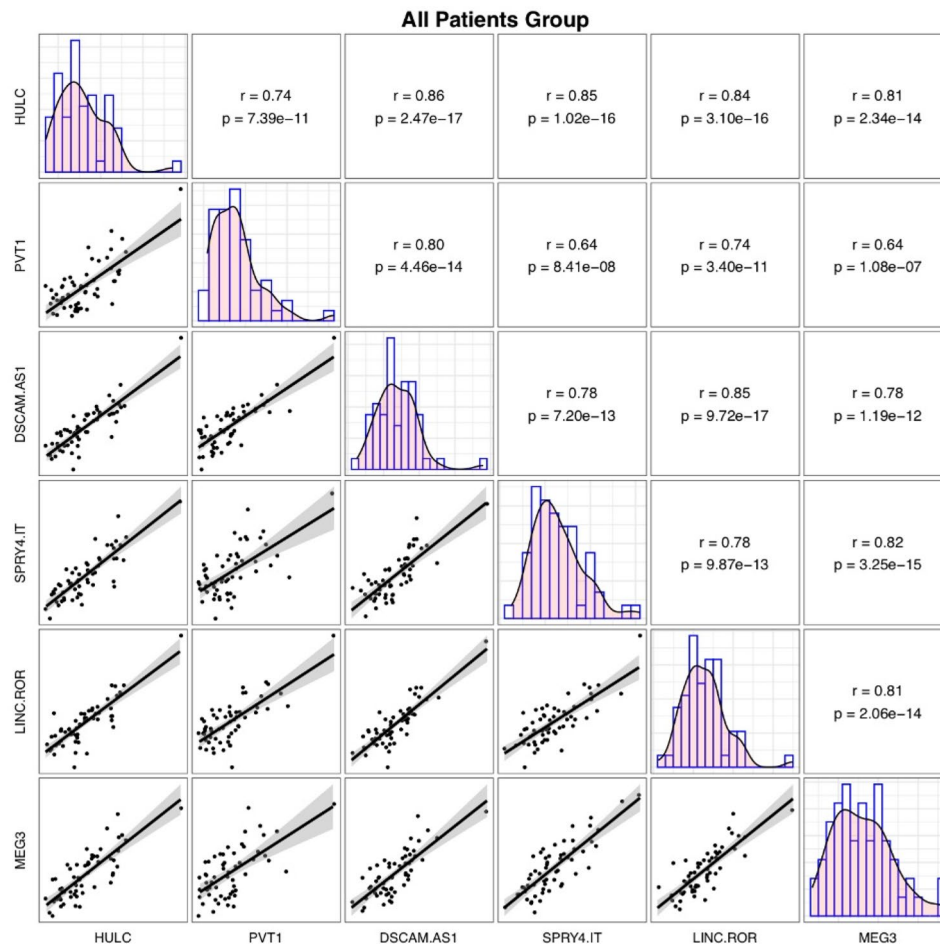 All Patients Group
HULC
r = 0.74
p = 7.39e-11
r = 0.86
p = 2.47e-17
r = 0.85
p = 1.02e-16
r = 0.84
p = 3.10e-16
r = 0.81
p = 2.34e-14
PVT1
r = 0.80
p = 4.46e-14
r = 0.64
p = 8.41e-08
r = 0.74
p = 3.40e-11
r = 0.64
p = 1.08e-07
DSCAM.AS1
r = 0.78
p = 7.20e-13
r = 0.85
p = 9.72e-17
r = 0.78
p = 1.19e-12
SPRY4.IT
r = 0.78
p = 9.87e-13
r = 0.82
p = 3.25e-15
LINC.ROR
r = 0.81
p = 2.06e-14
MEG3
HULC
PVT1
DSCAM.AS1
SPRY4.IT
LINC.ROR
MEG3